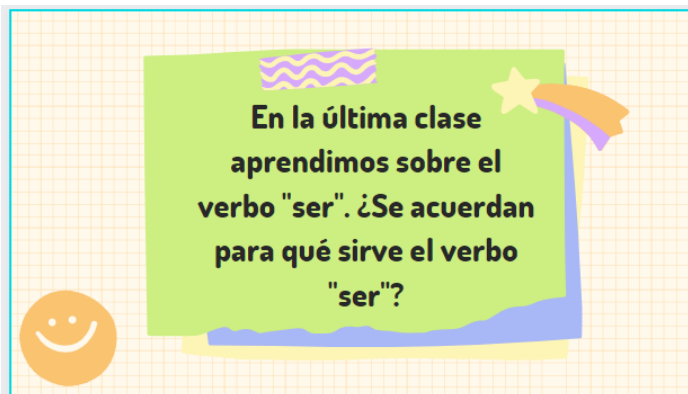 En la última clase
aprendimos sobre el
verbo "ser". ¿Se acuerdan
para qué sirve el verbo
"ser"?